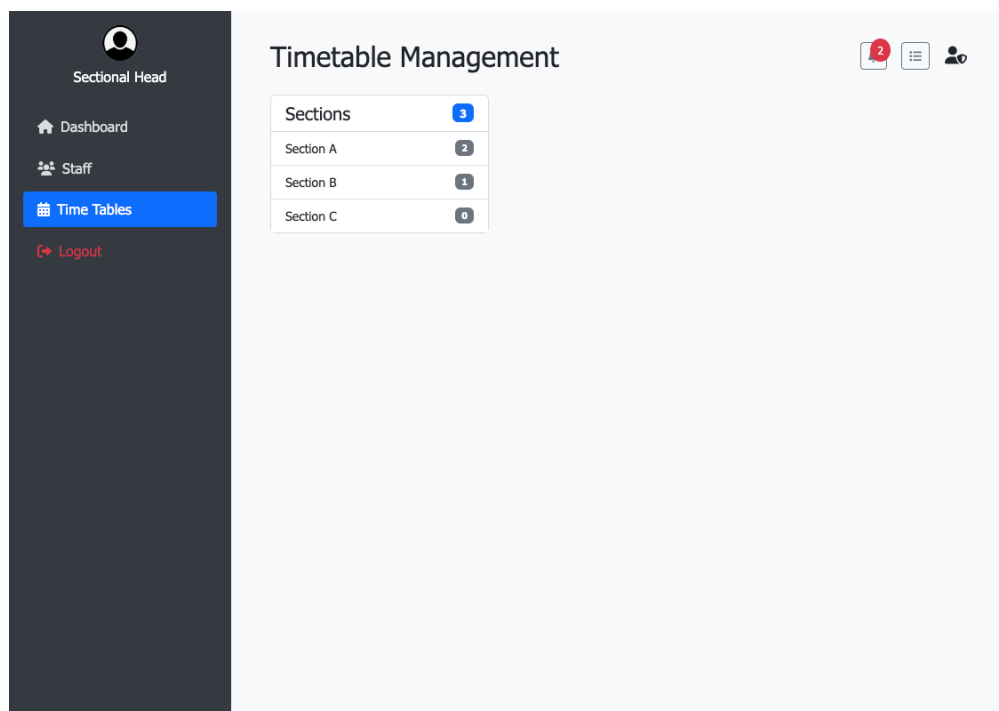 Sectional Head
Dashboard
Staff
Time Tables
Logout
Timetable Management
2
Sections 3
Section A 2
Section B 1
Section C 0